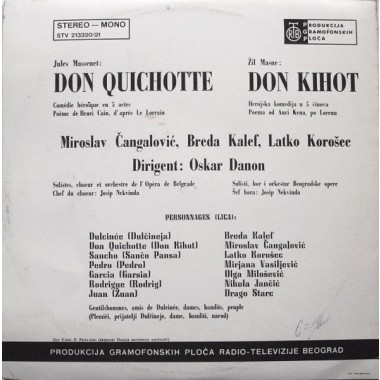 STEREO – MONO
STV 213320/21
RTB
PRODUKCIJA
GRAMOFONSKIH
PLOČA
Jules Massenet:
Žil Masne:
DON QUICHOTTE
DON KIHOT
Comédie héroïque en 5 actes
Poème de Henri Cain, d'après Le Lorrain
Herojska komedija u 5 činova
Poema od Anri Kena, po Lorenu
Miroslav Čangalović, Breda Kalef, Latko Korošec
Dirigent: Oskar Danon
Solistes, choeur et orchestre de l'Opéra de Belgrade
Chef du choeur: Josip Nekvinda
Solisti, hor i orkestar Beogradske opere
Šef hora: Josip Nekvinda
PERSONNAGES (LICA):
Dulcinée (Dulčineja) Breda Kalef
Don Quichotte (Don Kihot) Miroslav Čangalović
Sancho (Sančo Pansa) Latko Korošec
Pedro (Pedro) Mirjana Vasiljević
Garcia (Garsia) Olga Milošević
Rodrigue (Rodrig) Nikola Jančić
Juan (Žuan) Drago Starc
Gentilshommes, amis de Dulcinée, dames, bandits, peuple
(Plemići, prijatelji Dulčineje, dame, banditi, narod)
PRODUKCIJA GRAMOFONSKIH PLOČA RADIO-TELEVIZIJE BEOGRAD